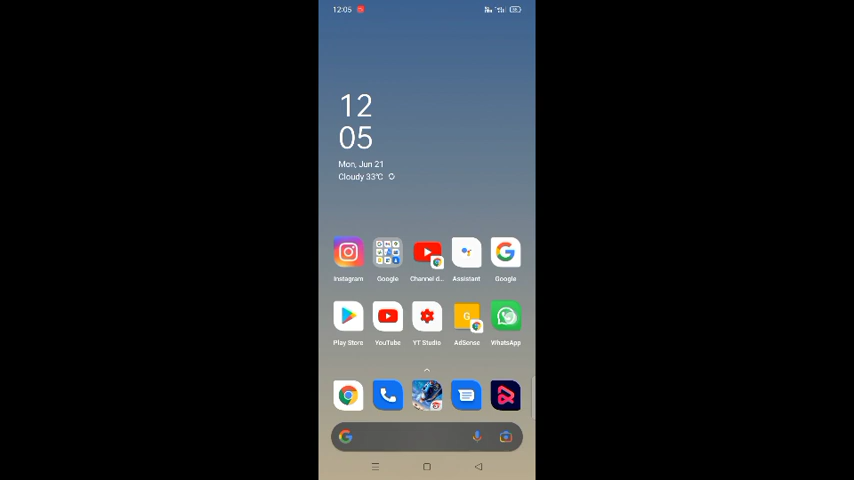 12:05
12
05
Mon, Jun 21
Cloudy 33°C
Instagram
Google
Channel d...
Assistant
Google
Play Store
YouTube
YT Studio
AdSense
WhatsApp